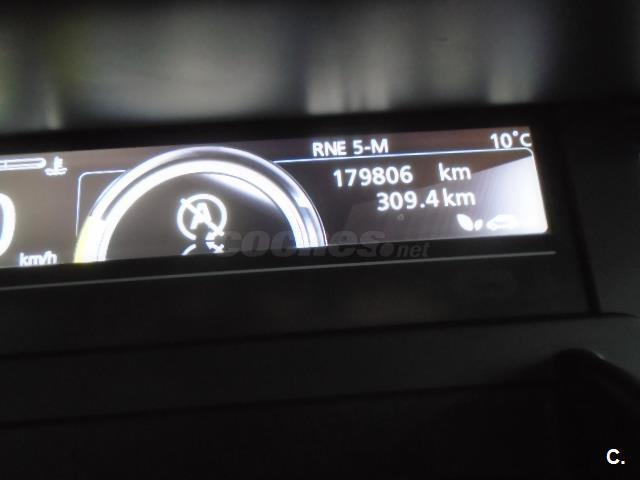 RNE 5-M
10°C
179806 km
309.4 km
A
km/h
coches.net
C.